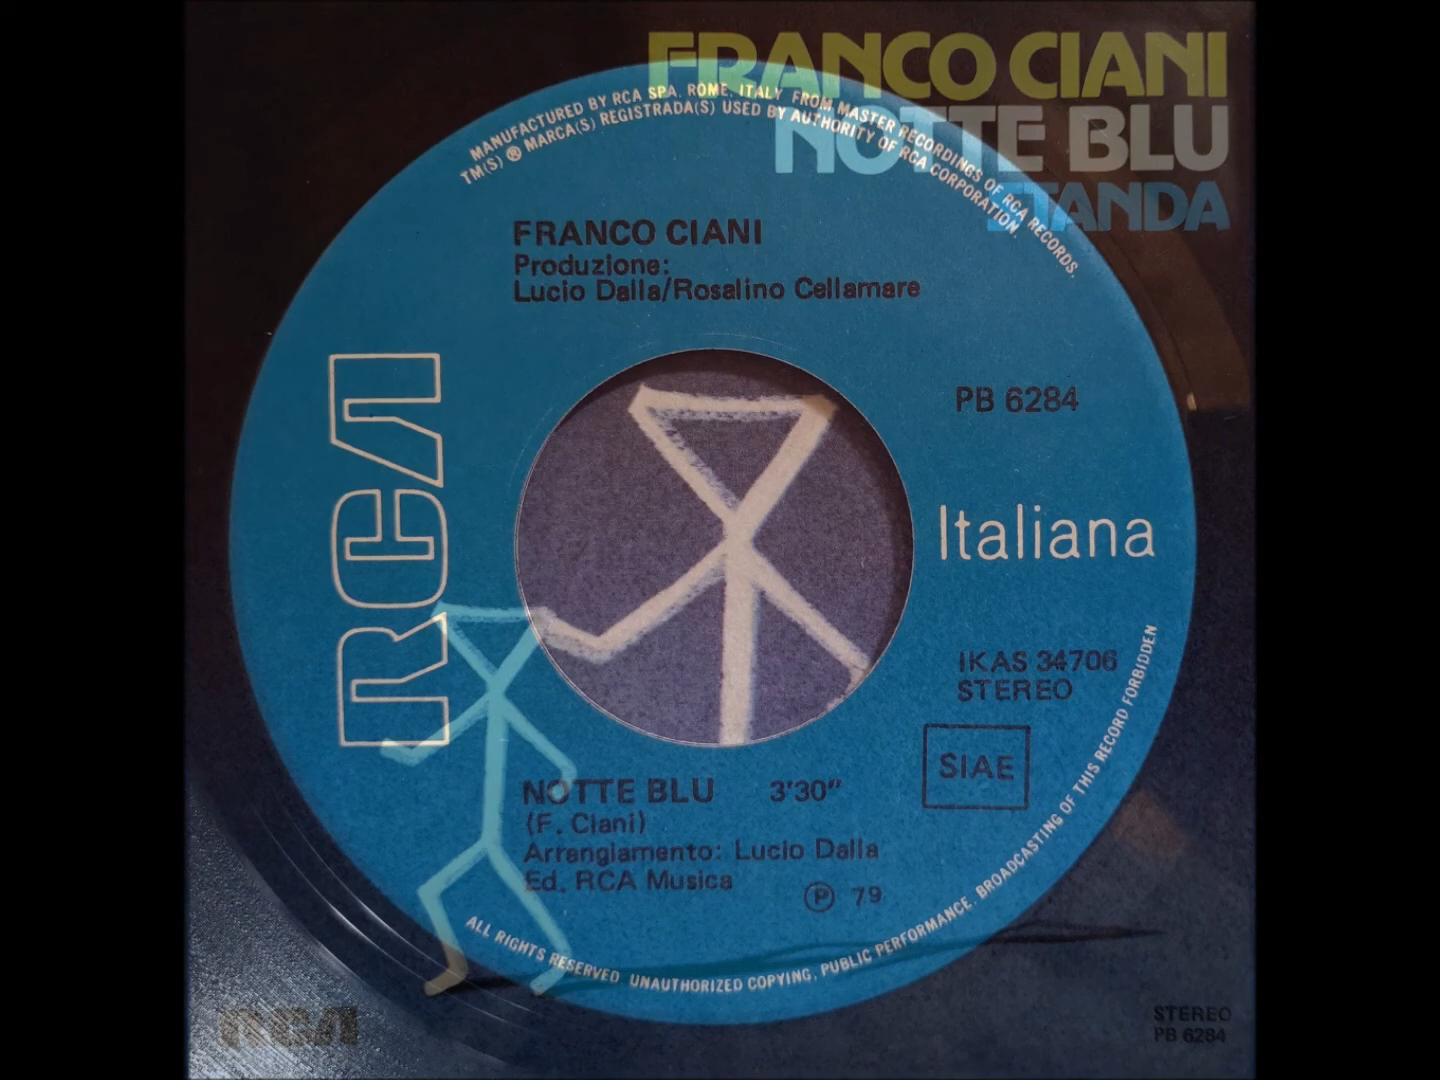 FRANCO CIANI
NOTTE BLU
STANDA
MANUFACTURED BY RCA SPA. ROME, ITALY FROM MASTER RECORDINGS OF RCA RECORDS.
TM(S) ® MARCA(S) REGISTRADA(S) USED BY AUTHORITY OF RCA CORPORATION.
FRANCO CIANI
Produzione:
Lucio Dalla/Rosalino Cellamare
RCA
PB 6284
Italiana
IKAS 34706
STEREO
SIAE
NOTTE BLU 3'30"
(F. Ciani)
Arrangiamento: Lucio Dalla
Ed. RCA Musica
Ⓟ 79
ALL RIGHTS RESERVED UNAUTHORIZED COPYING, PUBLIC PERFORMANCE, BROADCASTING OF THIS RECORD FORBIDDEN
RCA
STEREO
PB 6284